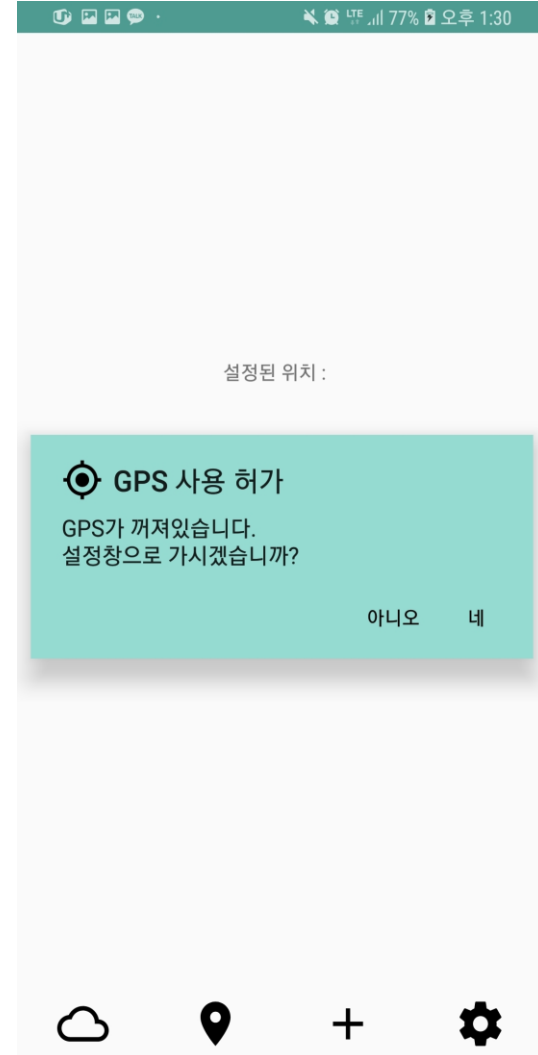 LTE 77% 오후 1:30
설정된 위치 :
GPS 사용 허가
GPS가 꺼져있습니다.
설정창으로 가시겠습니까?
아니오 네